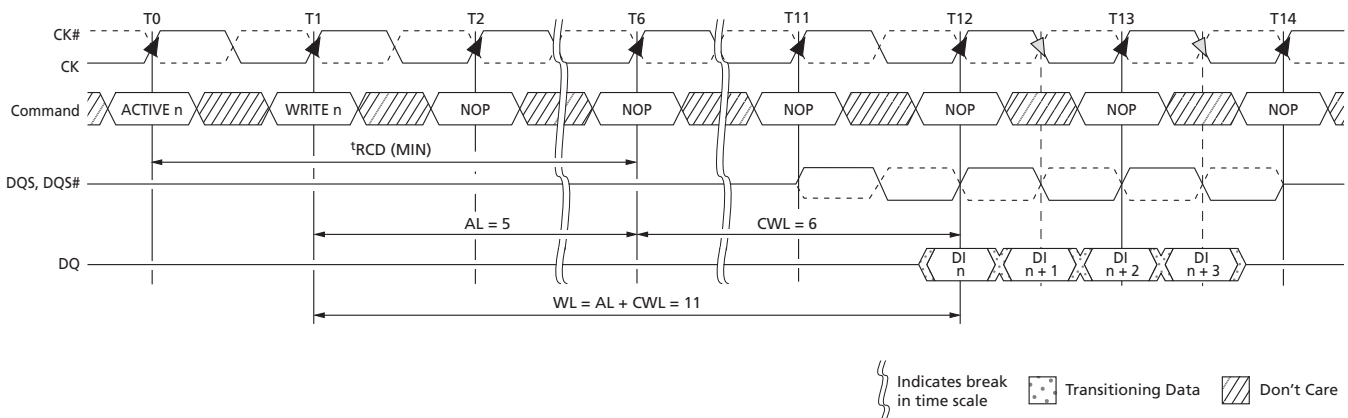 T0 T1 T2 T6 T11 T12 T13 T14
CK#
CK
Command ACTIVE n WRITE n NOP NOP NOP NOP NOP NOP
tRCD (MIN)
DQS, DQS#
AL = 5 CWL = 6
DQ DI n DI n + 1 DI n + 2 DI n + 3
WL = AL + CWL = 11
Indicates break
in time scale
Transitioning Data
Don't Care